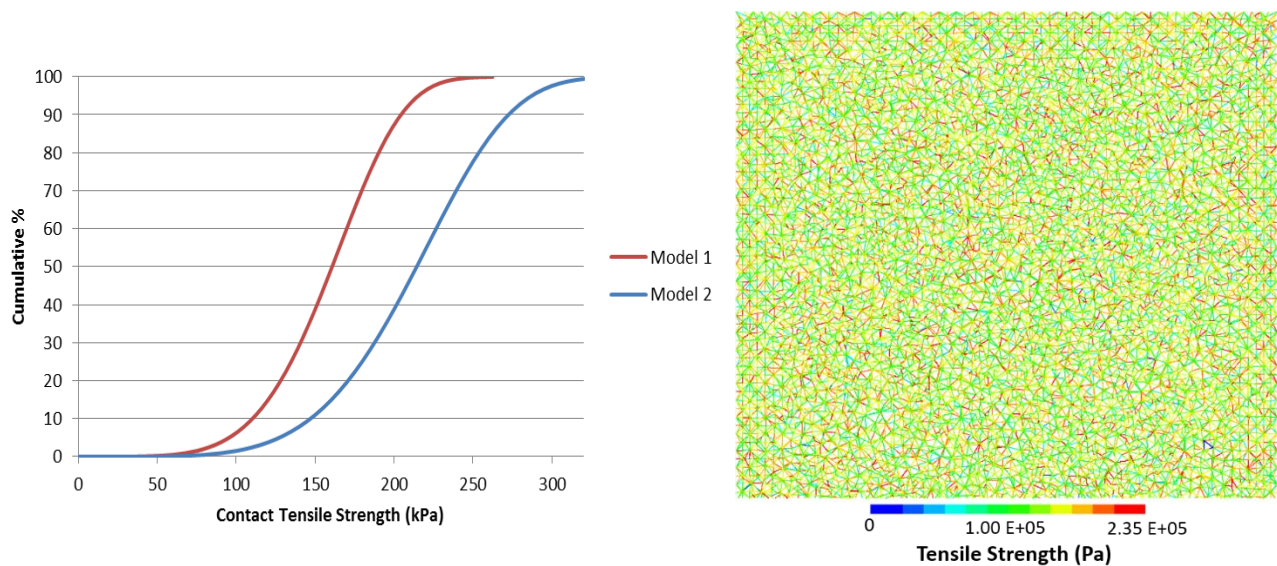 100
90
80
70
60
50
40
30
20
10
0
Cumulative %
0 50 100 150 200 250 300
Contact Tensile Strength (kPa)
Model 1
Model 2
0 1.00 E+05 2.35 E+05
Tensile Strength (Pa)